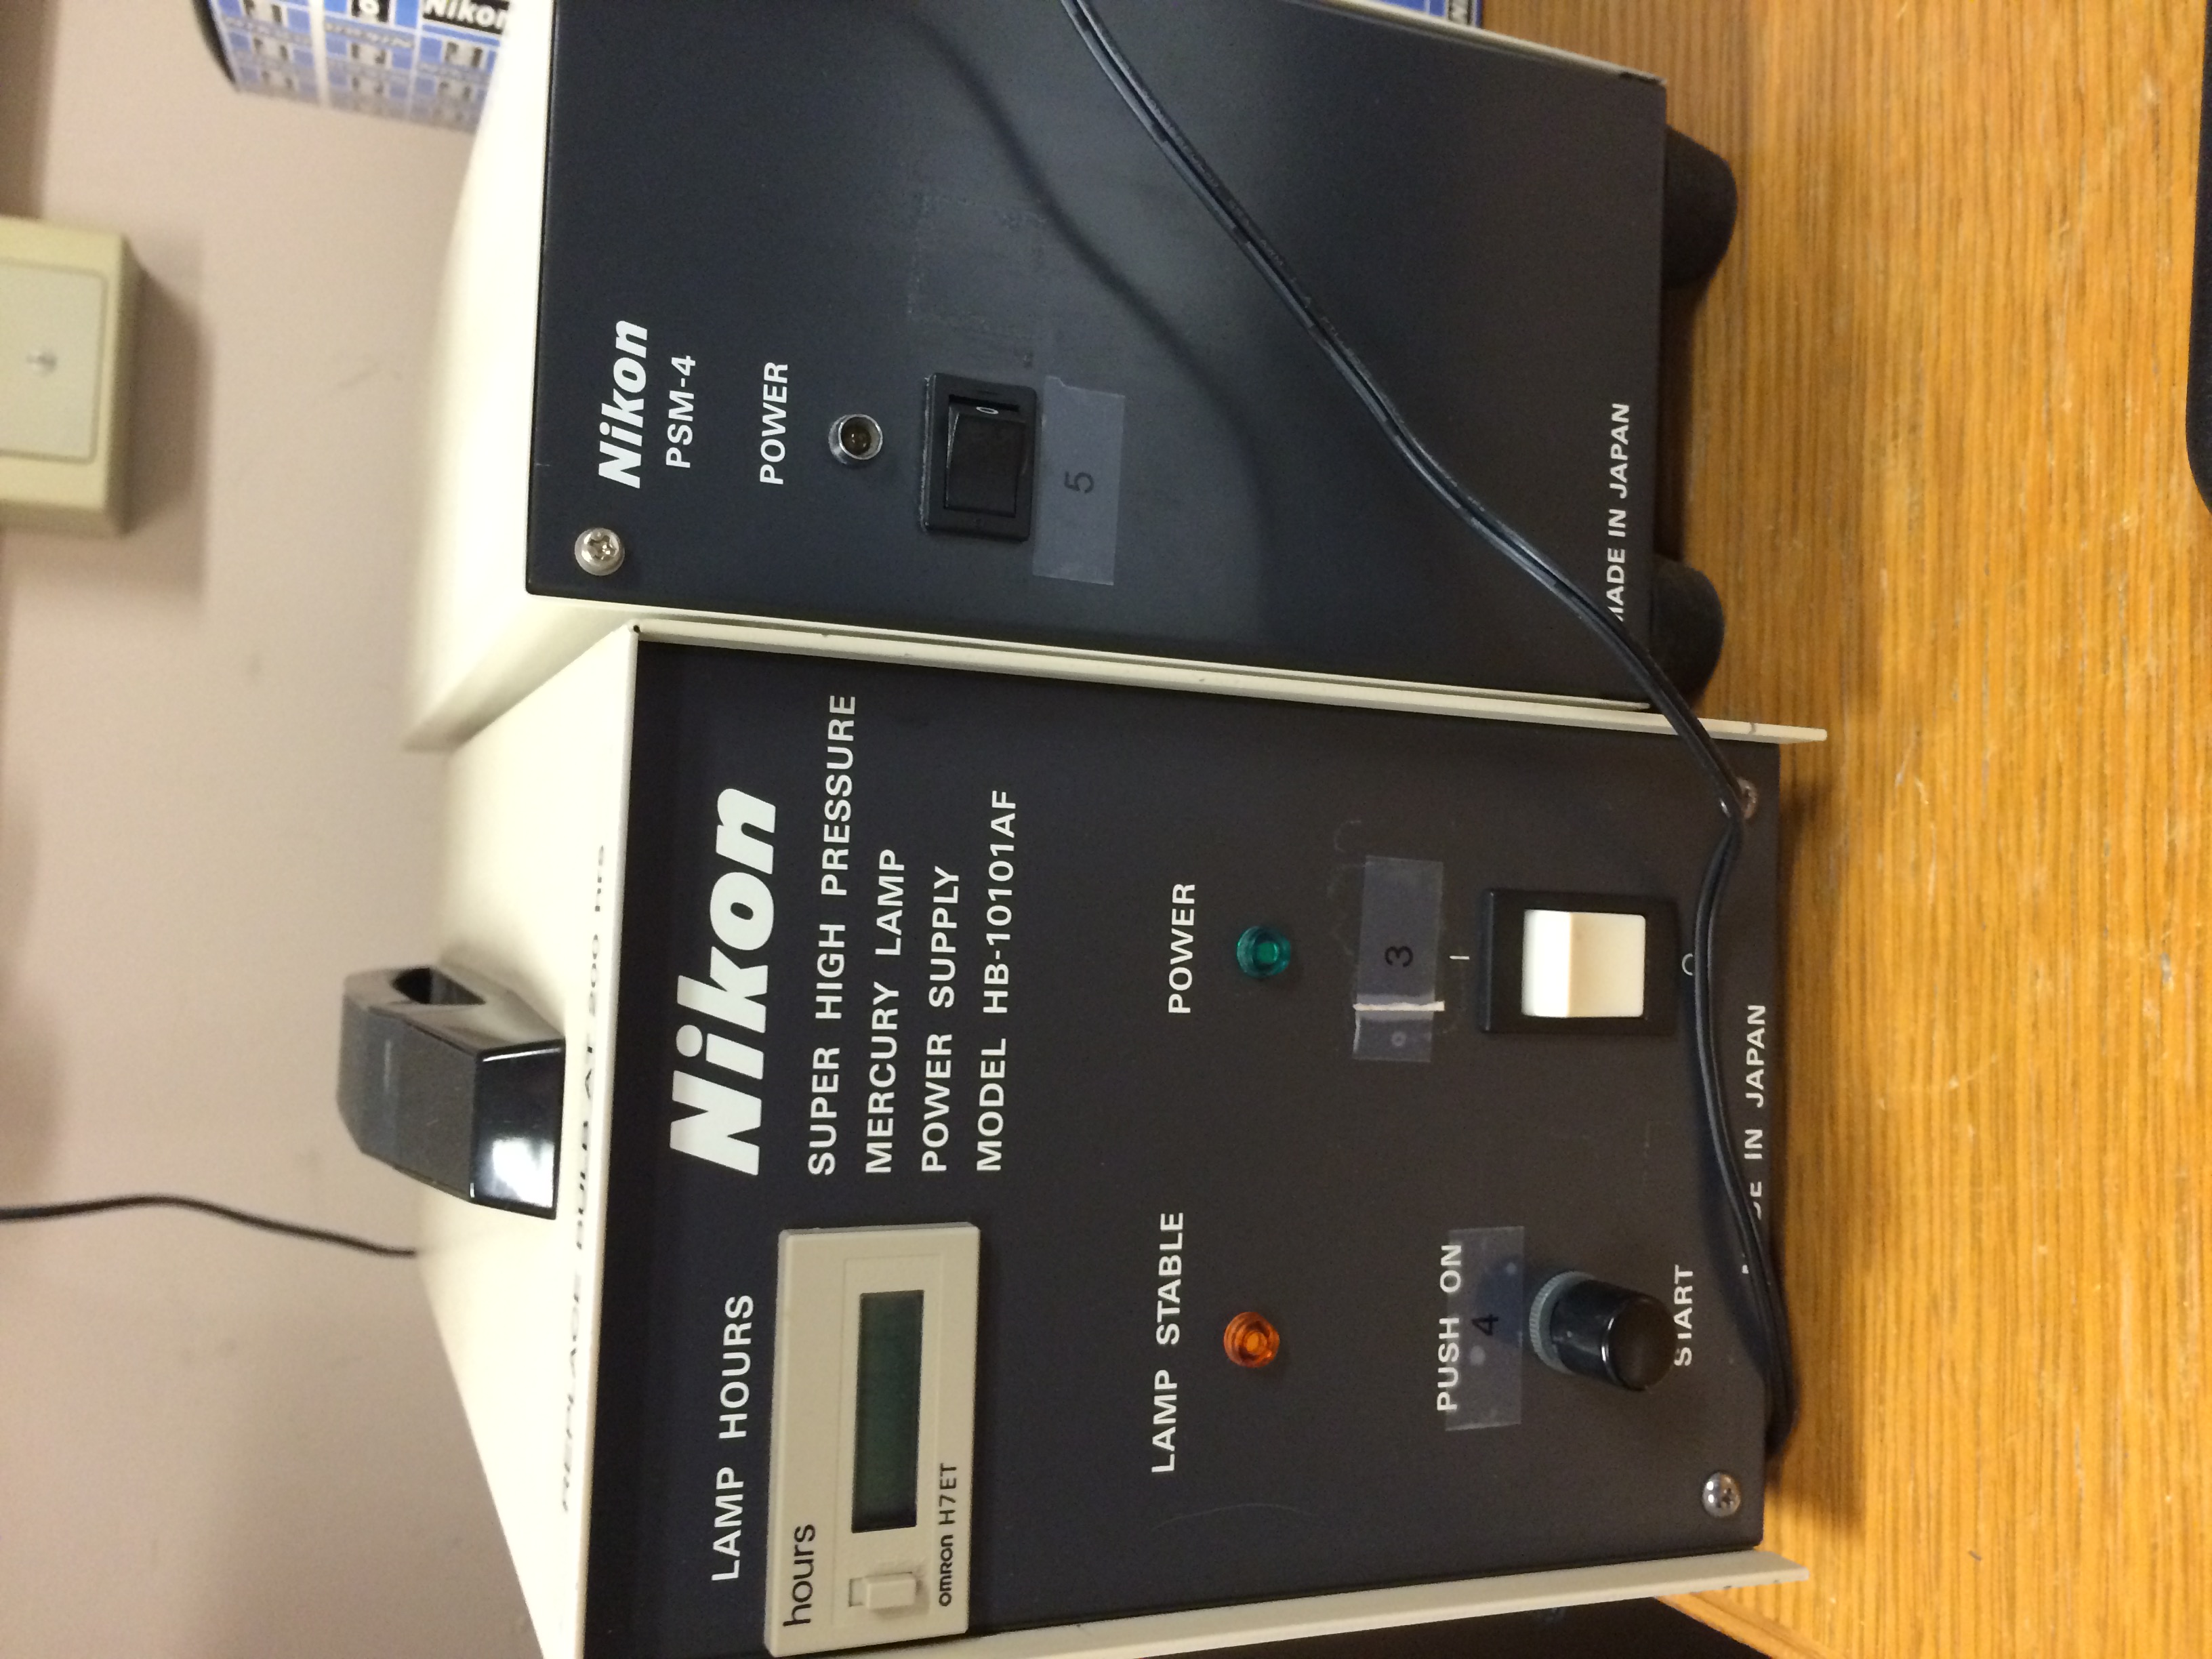 REPLACE BULB AT 200 hrs
LAMP HOURS
hours
OMRON H7ET
Nikon
SUPER HIGH PRESSURE
MERCURY LAMP
POWER SUPPLY
MODEL HB-10101AF
LAMP STABLE
POWER
3
PUSH ON
4
I
START
O
MADE IN JAPAN
Nikon
PSM-4
POWER
O
5
MADE IN JAPAN
Nikon